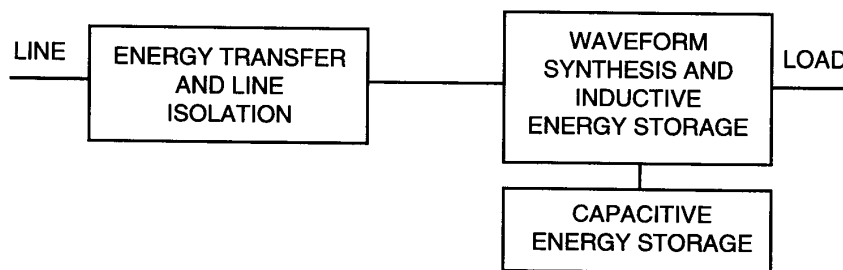 LINE
ENERGY TRANSFER
AND LINE
ISOLATION
WAVEFORM
SYNTHESIS AND
INDUCTIVE
ENERGY STORAGE
LOAD
CAPACITIVE
ENERGY STORAGE